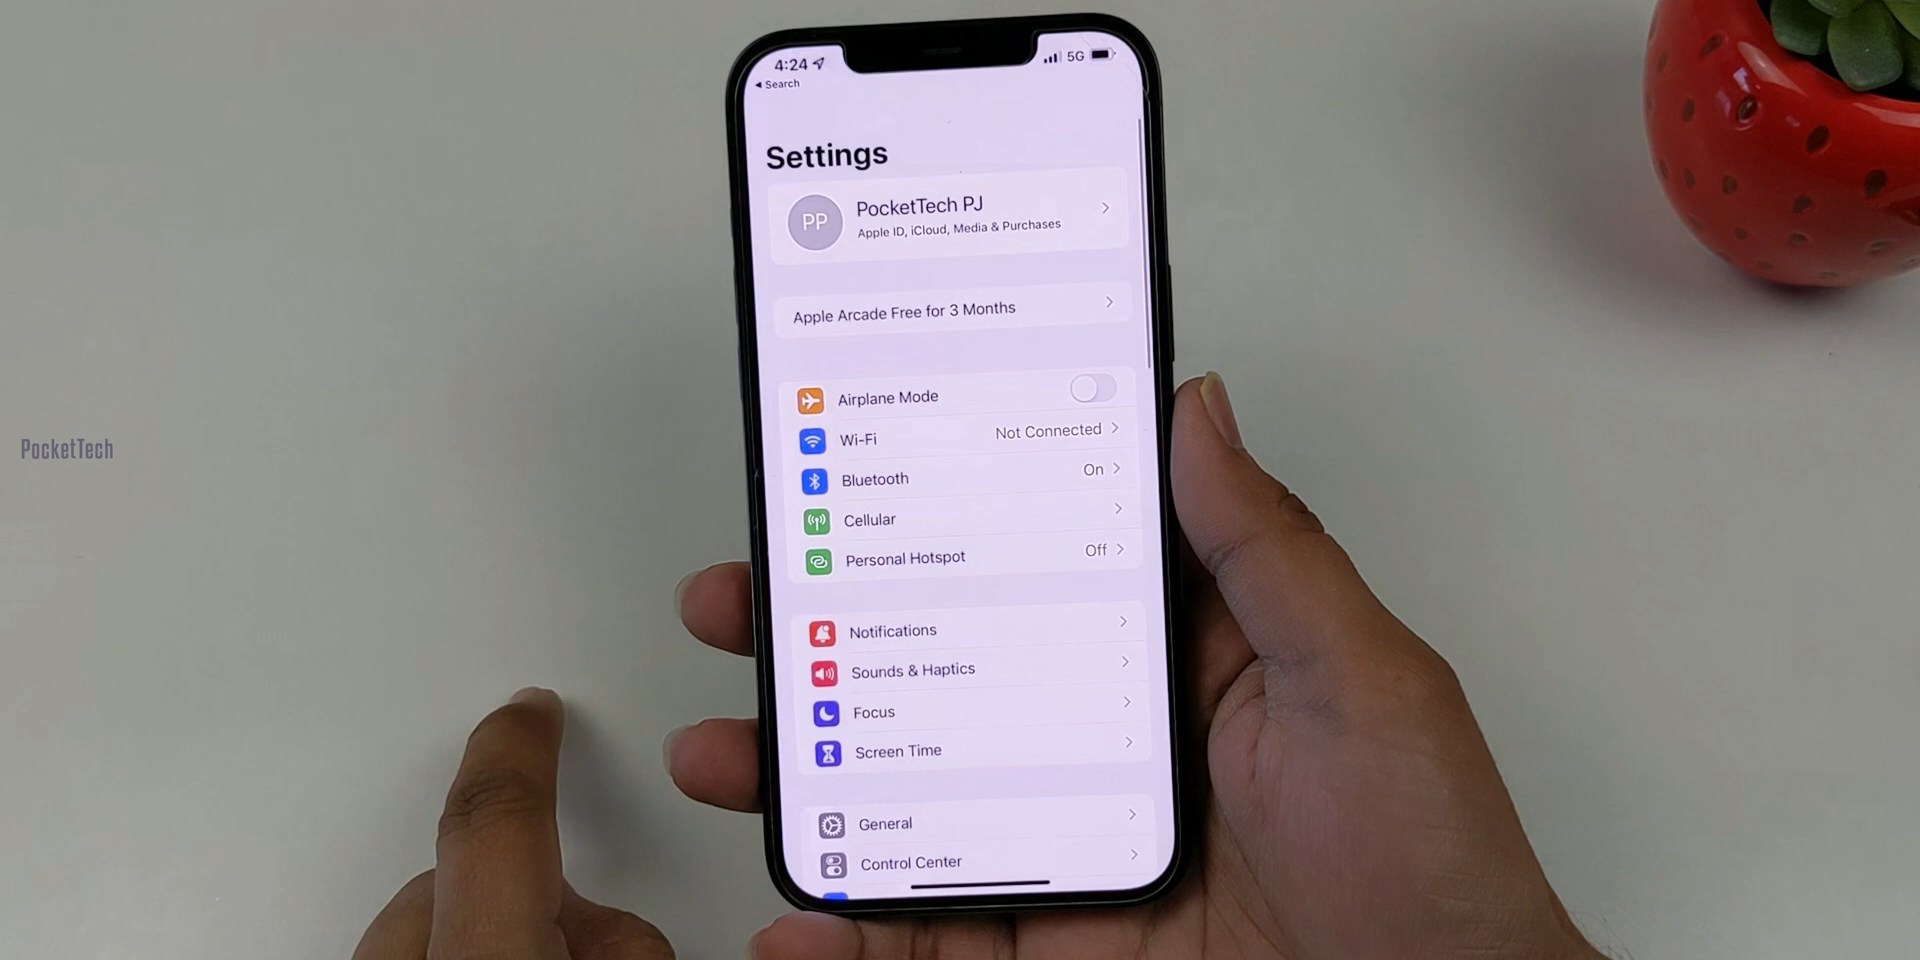 4:24
5G
◂ Search
Settings
PP
PocketTech PJ
Apple ID, iCloud, Media & Purchases
Apple Arcade Free for 3 Months
Airplane Mode
Wi-Fi Not Connected
Bluetooth On
Cellular
Personal Hotspot Off
Notifications
Sounds & Haptics
Focus
Screen Time
General
Control Center
PocketTech